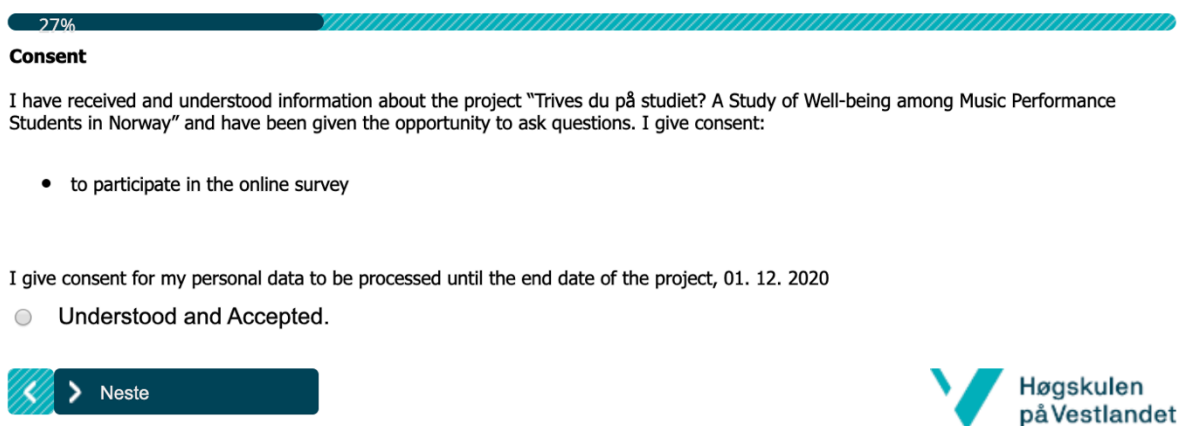 27%
Consent
I have received and understood information about the project “Trives du på studiet? A Study of Well-being among Music Performance
Students in Norway” and have been given the opportunity to ask questions. I give consent:
• to participate in the online survey
I give consent for my personal data to be processed until the end date of the project, 01. 12. 2020
Understood and Accepted.
Neste
Høgskulen
på Vestlandet